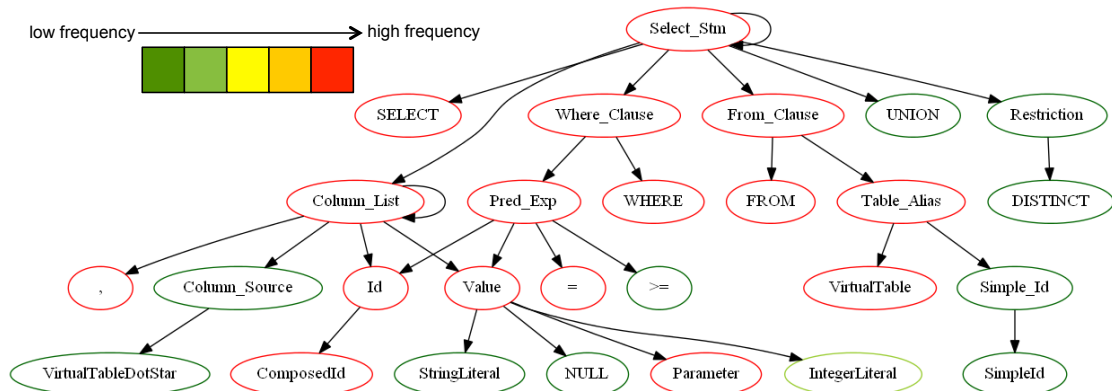 low frequency
high frequency
Select_Stm
SELECT
Where_Clause
From_Clause
UNION
Restriction
Column_List
Pred_Exp
WHERE
FROM
Table_Alias
DISTINCT
,
Column_Source
Id
Value
=
>=
VirtualTable
Simple_Id
VirtualTableDotStar
ComposedId
StringLiteral
NULL
Parameter
IntegerLiteral
SimpleId